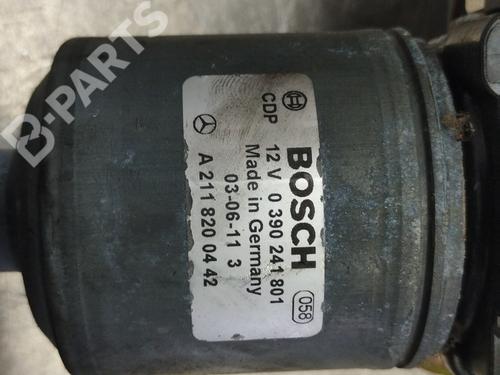 BOSCH
CDP 12 V 0 390 241 801
Made in Germany
03-06-11 3
A 211 820 04 42
058
B-PARTS